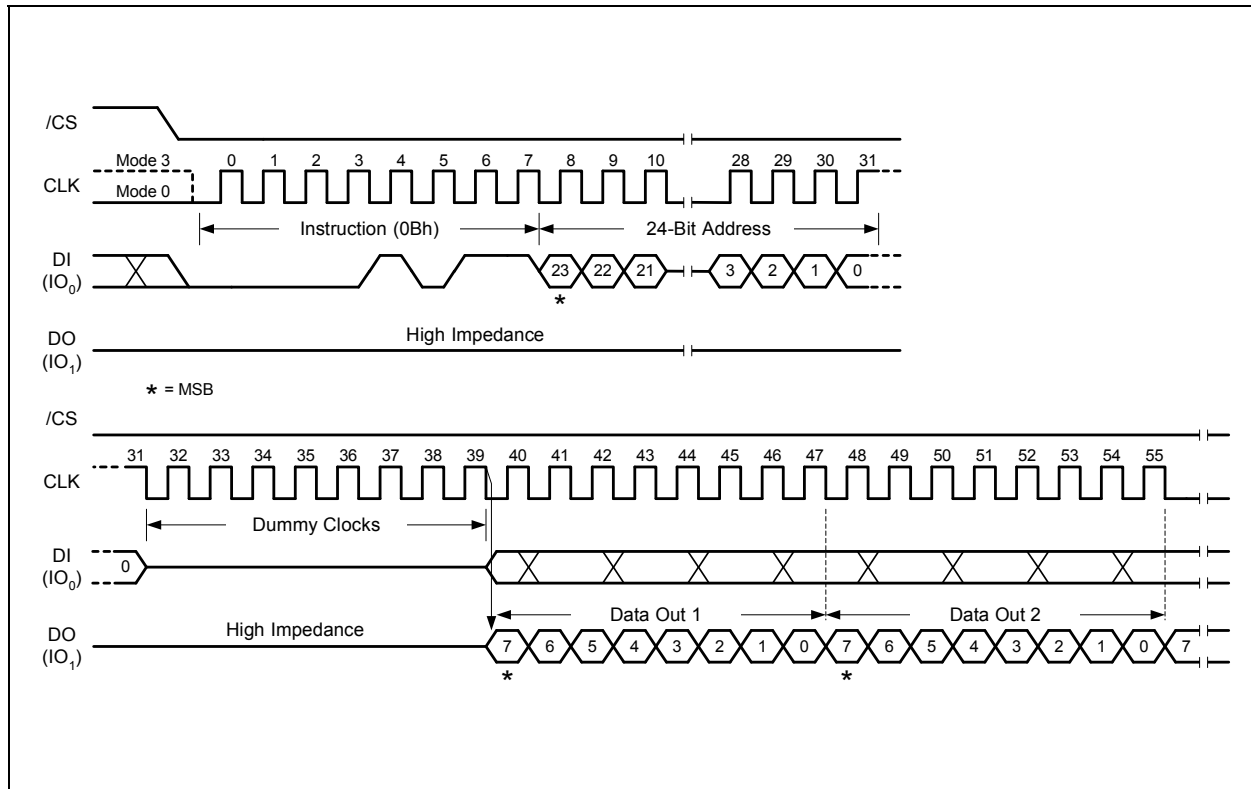 /CS
Mode 3
0 1 2 3 4 5 6 7 8 9 10 28 29 30 31
CLK
Mode 0
Instruction (0Bh) 24-Bit Address
DI
(IO0)
23 22 21 3 2 1 0
*
High Impedance
DO
(IO1)
* = MSB
/CS
31 32 33 34 35 36 37 38 39 40 41 42 43 44 45 46 47 48 49 50 51 52 53 54 55
CLK
Dummy Clocks
DI
(IO0)
0
Data Out 1 Data Out 2
High Impedance
DO
(IO1)
7 6 5 4 3 2 1 0 7 6 5 4 3 2 1 0 7
* *